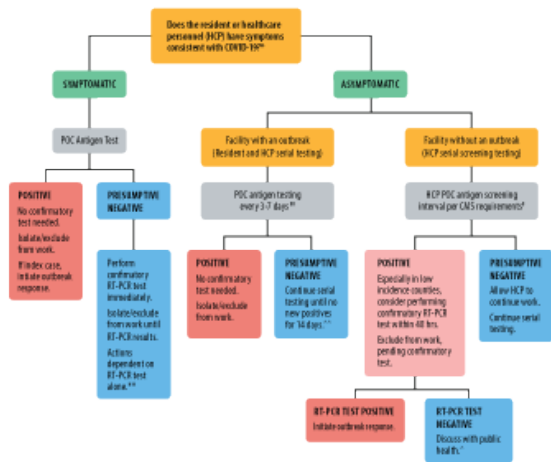 Does the resident or healthcare
personnel (HCP) have symptoms
consistent with COVID-19?
SYMPTOMATIC
ASYMPTOMATIC
POC Antigen Test
Facility with an outbreak
(Resident and HCP serial testing)
Facility without an outbreak
(HCP serial screening testing)
POSITIVE
No confirmatory
test needed.
Isolate/exclude
from work.
If index case,
initiate outbreak
response.
PRESUMPTIVE
NEGATIVE
Perform
confirmatory
RT-PCR test
immediately.
Isolate/exclude
from work until
RT-PCR results.
Actions
dependent on
RT-PCR test
alone.
POC antigen testing
every 3-7 days
HCP POC antigen screening
interval per CMS requirements
POSITIVE
No confirmatory
test needed.
Isolate/exclude
from work.
PRESUMPTIVE
NEGATIVE
Continue serial
testing until no
new positives
for 14 days.
POSITIVE
Especially in low
incidence counties,
consider performing
confirmatory RT-PCR
test within 48 hrs.
Exclude from work,
pending confirmatory
test.
PRESUMPTIVE
NEGATIVE
Allow HCP to
continue work.
Continue serial
testing.
RT-PCR TEST POSITIVE
Initiate outbreak response.
RT-PCR TEST
NEGATIVE
Discuss with public
health.